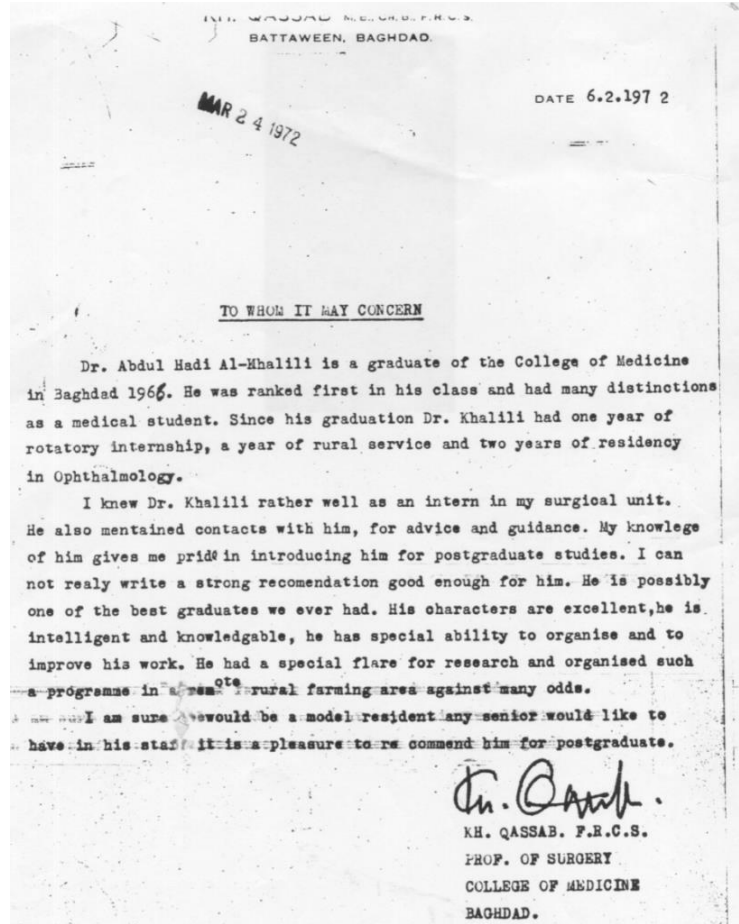 KH. QASSAB M.B., CH.B., F.R.C.S.
BATTAWEEN, BAGHDAD.
DATE 6.2.197 2
MAR 24 1972
TO WHOM IT MAY CONCERN
Dr. Abdul Hadi Al-Khalili is a graduate of the College of Medicine
in Baghdad 1966. He was ranked first in his class and had many distinctions
as a medical student. Since his graduation Dr. Khalili had one year of
rotatory internship, a year of rural service and two years of residency
in Ophthalmology.
I knew Dr. Khalili rather well as an intern in my surgical unit.
He also mentained contacts with him, for advice and guidance. My knowlege
of him gives me pride in introducing him for postgraduate studies. I can
not realy write a strong recomendation good enough for him. He is possibly
one of the best graduates we ever had. His characters are excellent,he is
intelligent and knowledgable, he has special ability to organise and to
improve his work. He had a special flare for research and organised such
a programme in a remote rural farming area against many odds.
I am sure would be a model resident any senior would like to
have in his staff it is a pleasure to re commend him for postgraduate.
Kh. Qassab.
KH. QASSAB. F.R.C.S.
PROF. OF SURGERY
COLLEGE OF MEDICINE
BAGHDAD.